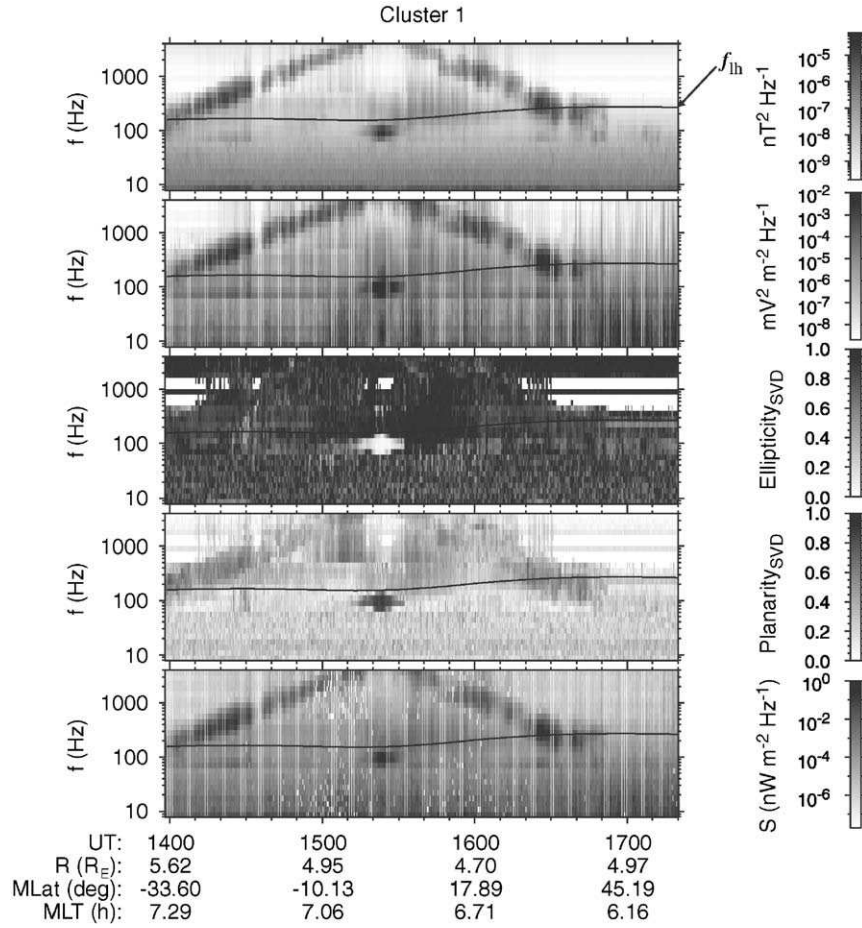 Cluster 1
f (Hz)
1000
100
10
f_lh
10^-5
10^-6
10^-7
10^-8
10^-9
nT^2 Hz^-1
f (Hz)
1000
100
10
10^-2
10^-3
10^-4
10^-5
10^-6
10^-7
10^-8
mV^2 m^-2 Hz^-1
f (Hz)
1000
100
10
1.0
0.8
0.6
0.4
0.2
0.0
Ellipticity_SVD
f (Hz)
1000
100
10
1.0
0.8
0.6
0.4
0.2
0.0
Planarity_SVD
f (Hz)
1000
100
10
10^0
10^-2
10^-4
10^-6
S (nW m^-2 Hz^-1)
UT: 1400 1500 1600 1700
R (R_E): 5.62 4.95 4.70 4.97
MLat (deg): -33.60 -10.13 17.89 45.19
MLT (h): 7.29 7.06 6.71 6.16